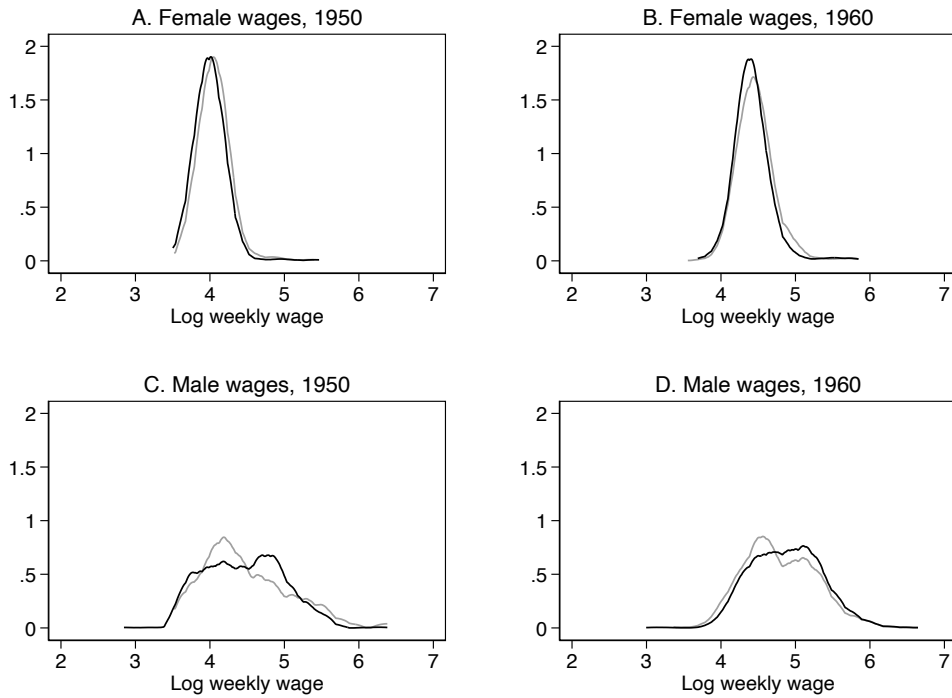 A. Female wages, 1950
2
1.5
1
.5
0
2 3 4 5 6 7
Log weekly wage
B. Female wages, 1960
2
1.5
1
.5
0
2 3 4 5 6 7
Log weekly wage
C. Male wages, 1950
2
1.5
1
.5
0
2 3 4 5 6 7
Log weekly wage
D. Male wages, 1960
2
1.5
1
.5
0
2 3 4 5 6 7
Log weekly wage